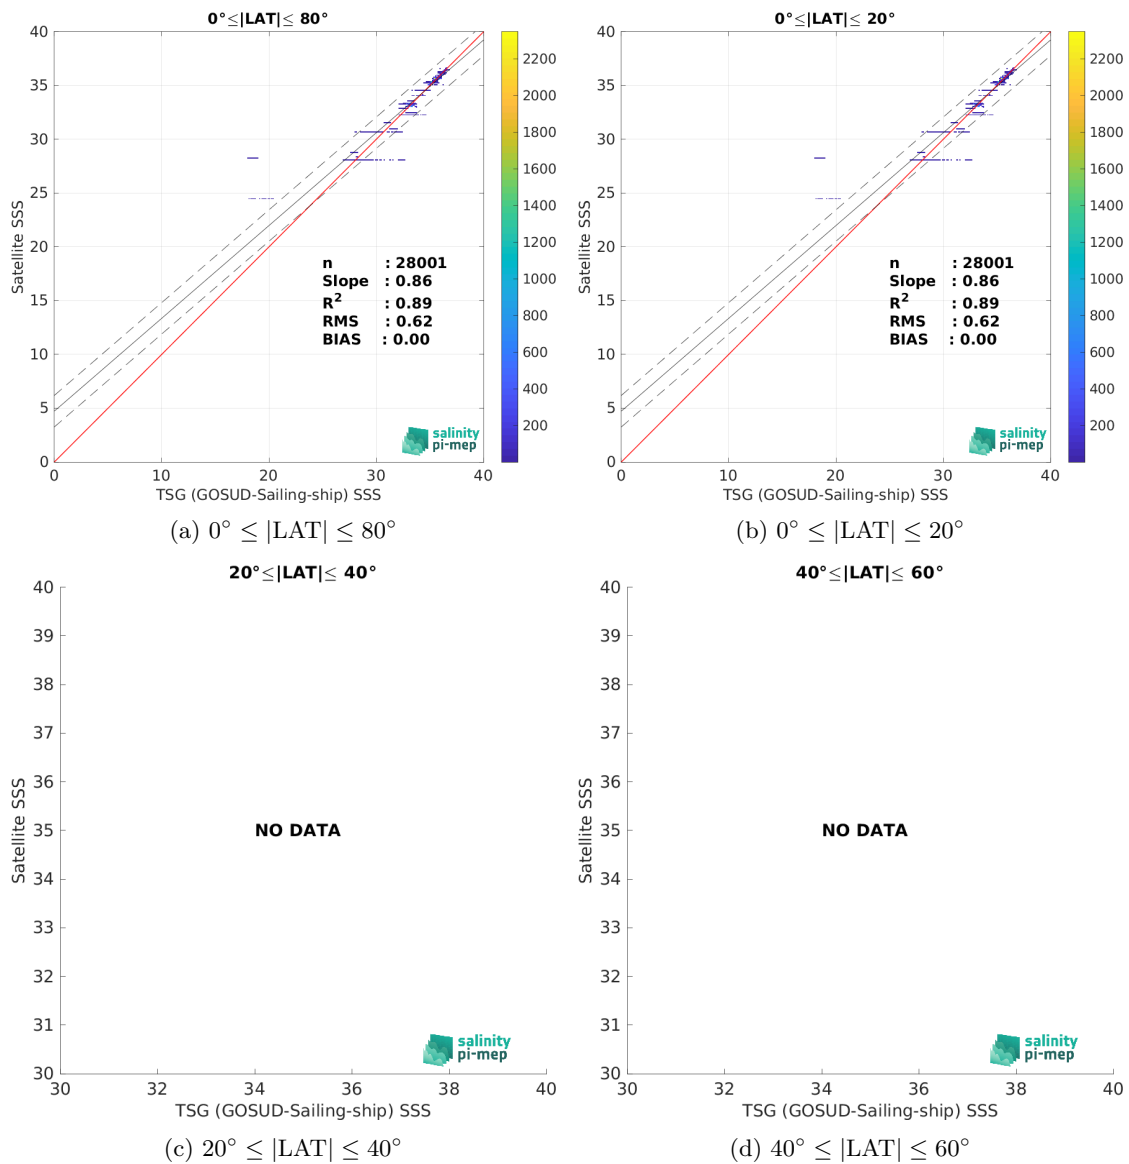 0°≤|LAT|≤ 80°
40
35
30
25
20
15
10
5
0
0
10
20
30
40
Satellite SSS
TSG (GOSUD-Sailing-ship) SSS
n : 28001
Slope : 0.86
R² : 0.89
RMS : 0.62
BIAS : 0.00
salinity
pi-mep
2200
2000
1800
1600
1400
1200
1000
800
600
400
200
(a) 0° ≤ |LAT| ≤ 80°
0°≤|LAT|≤ 20°
40
35
30
25
20
15
10
5
0
0
10
20
30
40
Satellite SSS
TSG (GOSUD-Sailing-ship) SSS
n : 28001
Slope : 0.86
R² : 0.89
RMS : 0.62
BIAS : 0.00
salinity
pi-mep
2200
2000
1800
1600
1400
1200
1000
800
600
400
200
(b) 0° ≤ |LAT| ≤ 20°
20°≤|LAT|≤ 40°
40
39
38
37
36
35
34
33
32
31
30
30
32
34
36
38
40
Satellite SSS
NO DATA
salinity
pi-mep
TSG (GOSUD-Sailing-ship) SSS
(c) 20° ≤ |LAT| ≤ 40°
40°≤|LAT|≤ 60°
40
39
38
37
36
35
34
33
32
31
30
30
32
34
36
38
40
Satellite SSS
NO DATA
salinity
pi-mep
TSG (GOSUD-Sailing-ship) SSS
(d) 40° ≤ |LAT| ≤ 60°